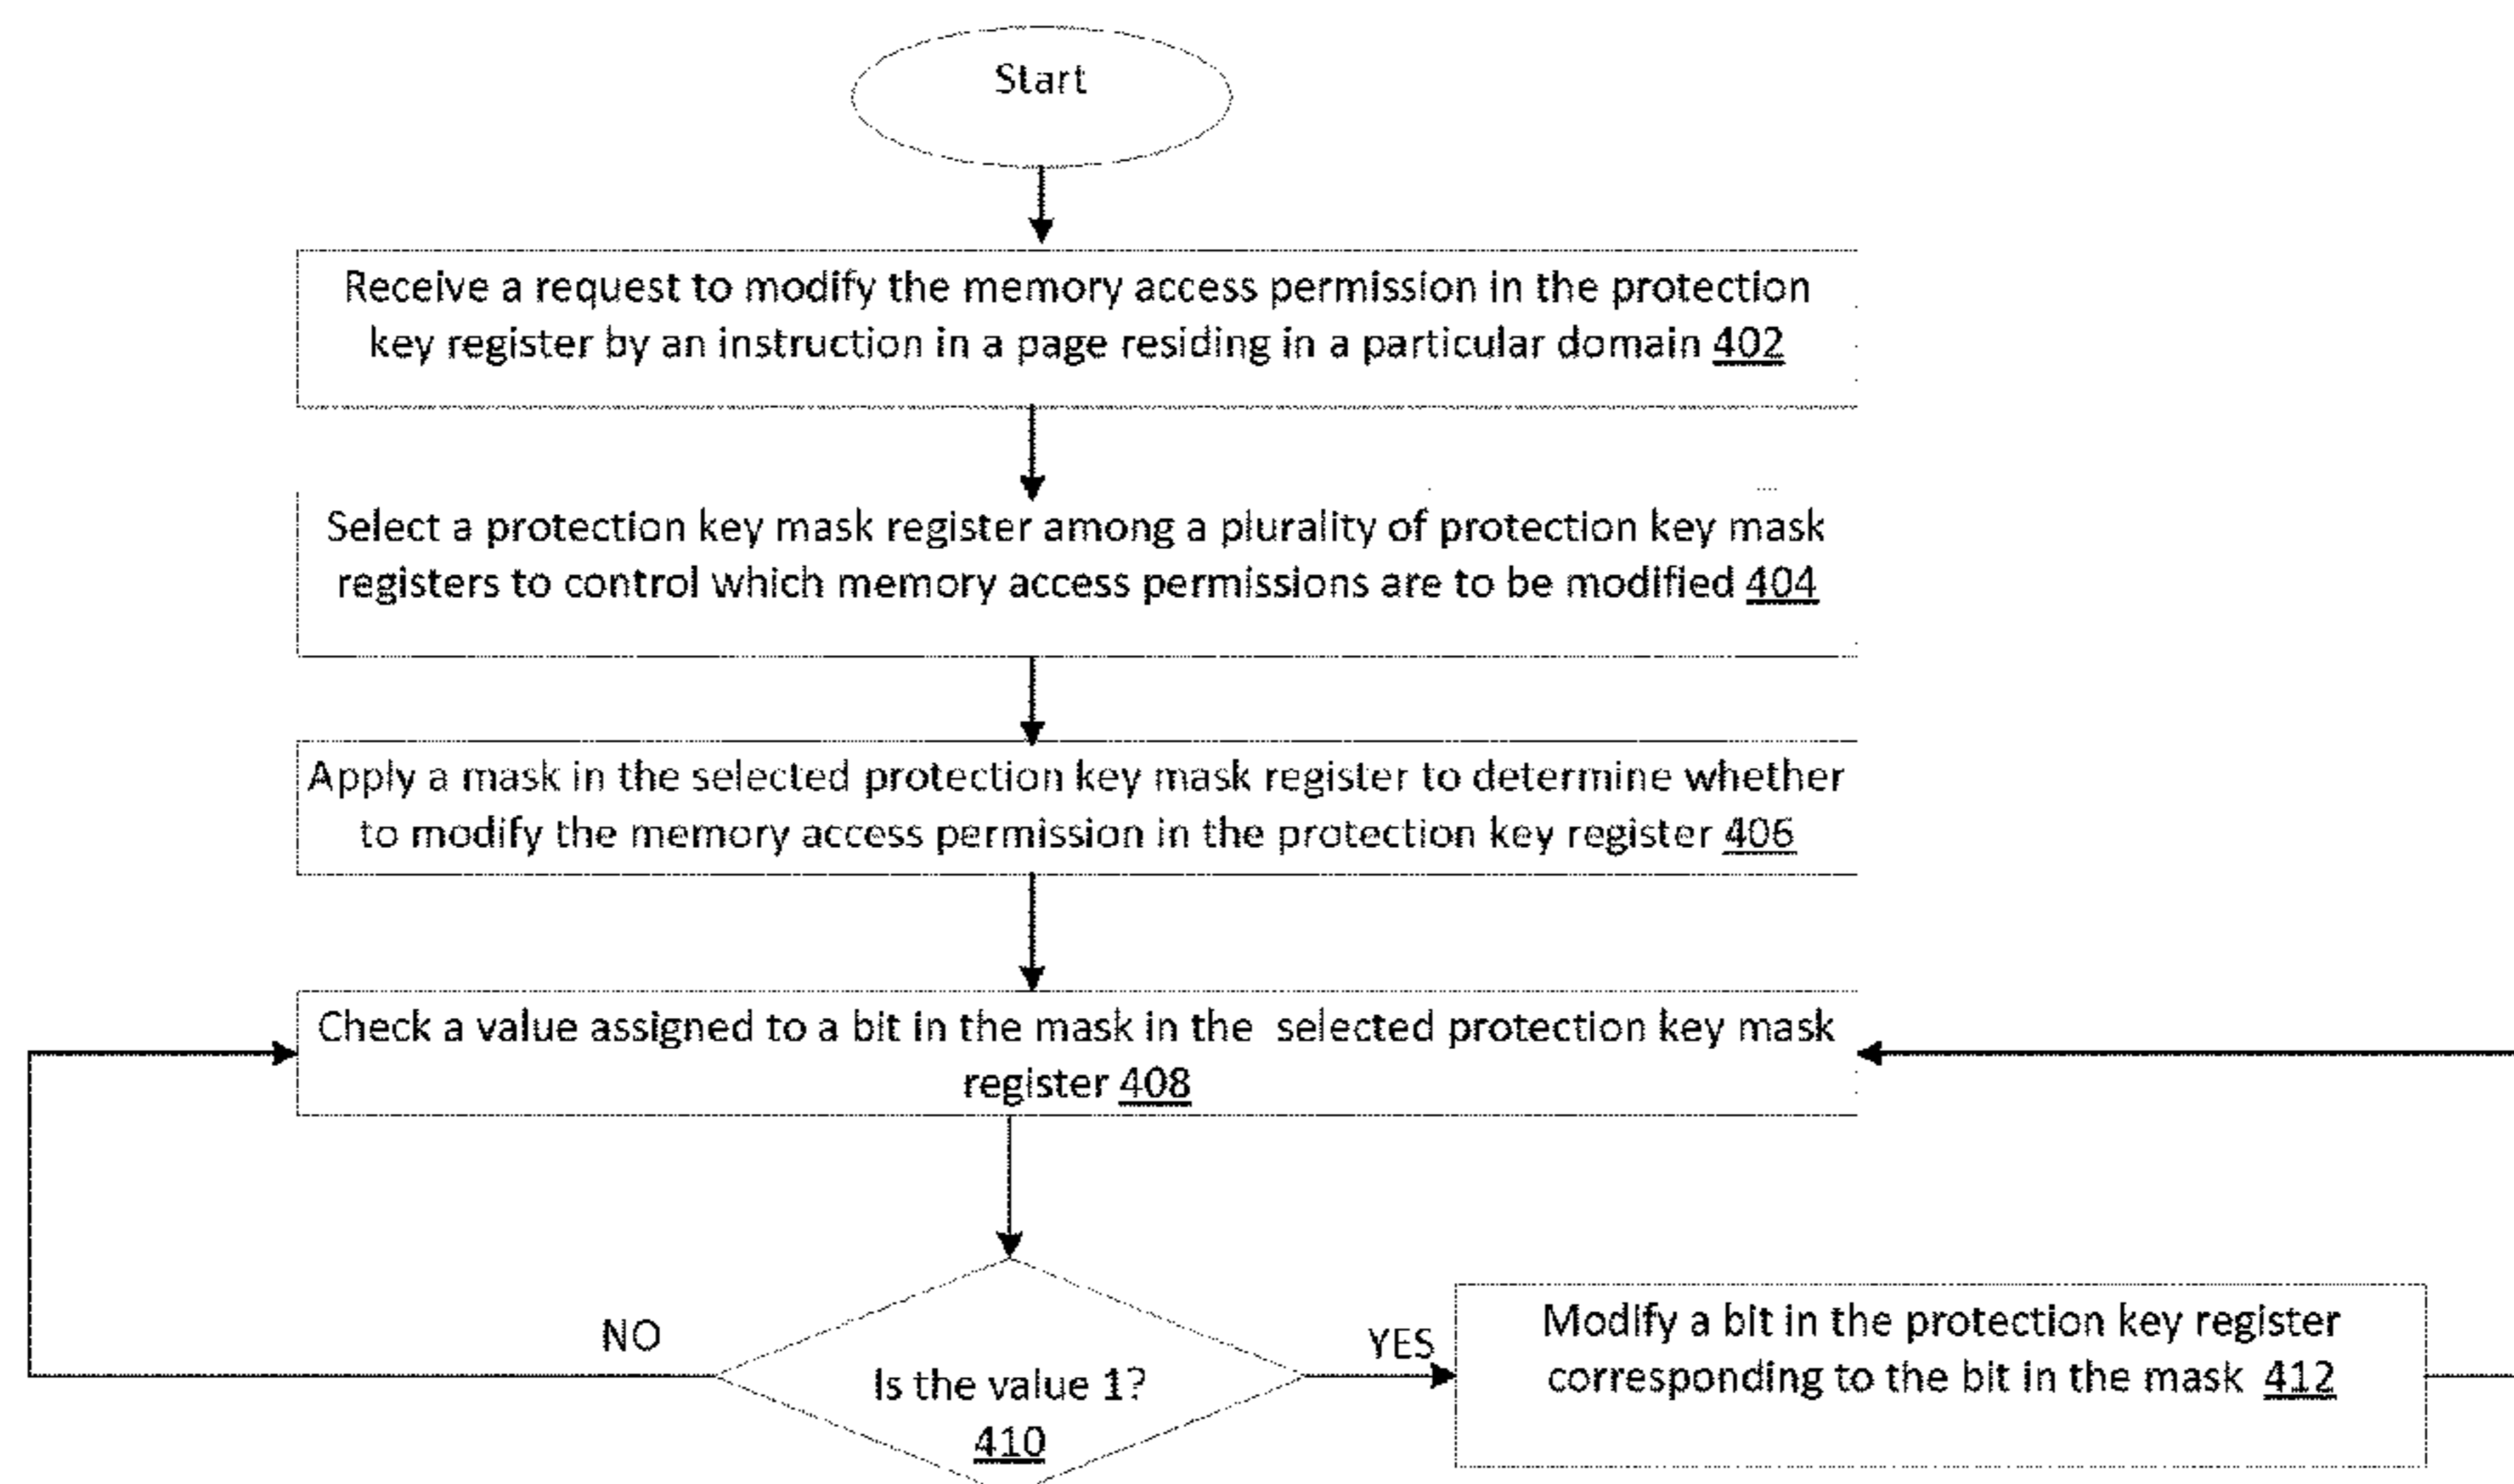 Start
Receive a request to modify the memory access permission in the protection
key register by an instruction in a page residing in a particular domain 402
Select a protection key mask register among a plurality of protection key mask
registers to control which memory access permissions are to be modified 404
Apply a mask in the selected protection key mask register to determine whether
to modify the memory access permission in the protection key register 406
Check a value assigned to a bit in the mask in the selected protection key mask
register 408
NO
Is the value 1?
410
YES
Modify a bit in the protection key register
corresponding to the bit in the mask 412